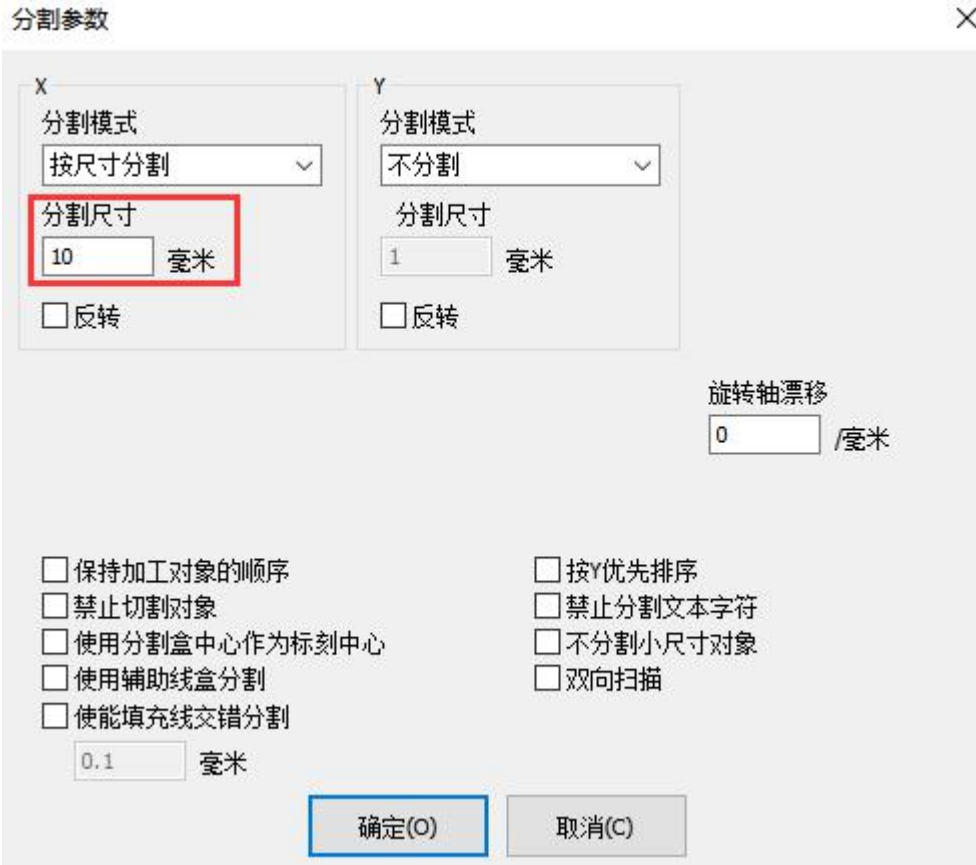 分割参数
X
分割模式
按尺寸分割
分割尺寸
10 毫米
反转
Y
分割模式
不分割
分割尺寸
1 毫米
反转
旋转轴漂移
0 /毫米
保持加工对象的顺序
禁止切割对象
使用分割盒中心作为标刻中心
使用辅助线盒分割
使能填充线交错分割
0.1 毫米
按Y优先排序
禁止分割文本字符
不分割小尺寸对象
双向扫描
确定(O)
取消(C)